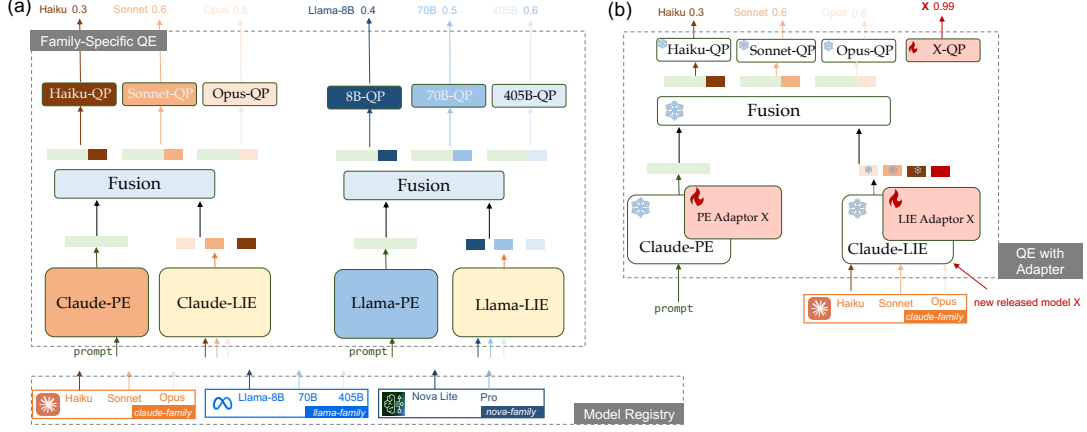 (a)
Haiku 0.3 Sonnet 0.6 Opus 0.8
Llama-8B 0.4 70B 0.5 405B 0.6
Family-Specific QE
Haiku-QP Sonnet-QP Opus-QP
8B-QP 70B-QP 405B-QP
Fusion
Fusion
Claude-PE Claude-LIE
Llama-PE Llama-LIE
prompt
prompt
Haiku Sonnet Opus
claude-family
Llama-8B 70B 405B
llama-family
Nova Lite Pro
nova-family
Model Registry
(b)
Haiku 0.3 Sonnet 0.6 Opus 0.8 X 0.99
Haiku-QP Sonnet-QP Opus-QP X-QP
Fusion
PE Adaptor X
Claude-PE
LIE Adaptor X
Claude-LIE
QE with
Adapter
prompt
Haiku Sonnet Opus
claude-family
new released model X